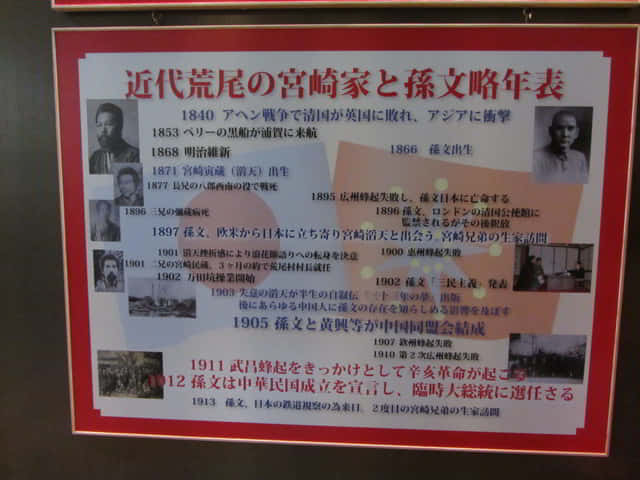 近代荒尾の宮崎家と孫文略年表
1840 アヘン戦争で清国が英国に敗れ、アジアに衝撃
1853 ペリーの黒船が浦賀に来航
1868 明治維新
1866 孫文出生
1871 宮崎寅蔵(滔天)出生
1877 長兄の八郎西南の役で戦死
1895 広州蜂起失敗し、孫文日本に亡命する
1896 三兄の彌蔵病死
1896 孫文、ロンドンの清国公使館に
監禁されるがその後釈放
1897 孫文、欧米から日本に立ち寄り宮崎滔天と出会う。宮崎兄弟の生家訪問
1901 滔天挫折感により浪花節語りへの転身を決意
1900 恵州蜂起失敗
1901 二兄の宮崎民蔵、3ヶ月の約で荒尾村村長就任
1902 万田坑操業開始
1902 孫文「三民主義」発表
1903 失意の滔天が半生の自叙伝「三十三年の夢」出版
後にあらゆる中国人に孫文の存在を知らしめる影響を及ぼす
1905 孫文と黄興等が中国同盟会結成
1907 欽州蜂起失敗
1910 第2次広州蜂起失敗
1911 武昌蜂起をきっかけとして辛亥革命が起こる
1912 孫文は中華民国成立を宣言し、臨時大総統に選任さる
1913 孫文、日本の鉄道視察の為来日、2度目の宮崎兄弟の生家訪問